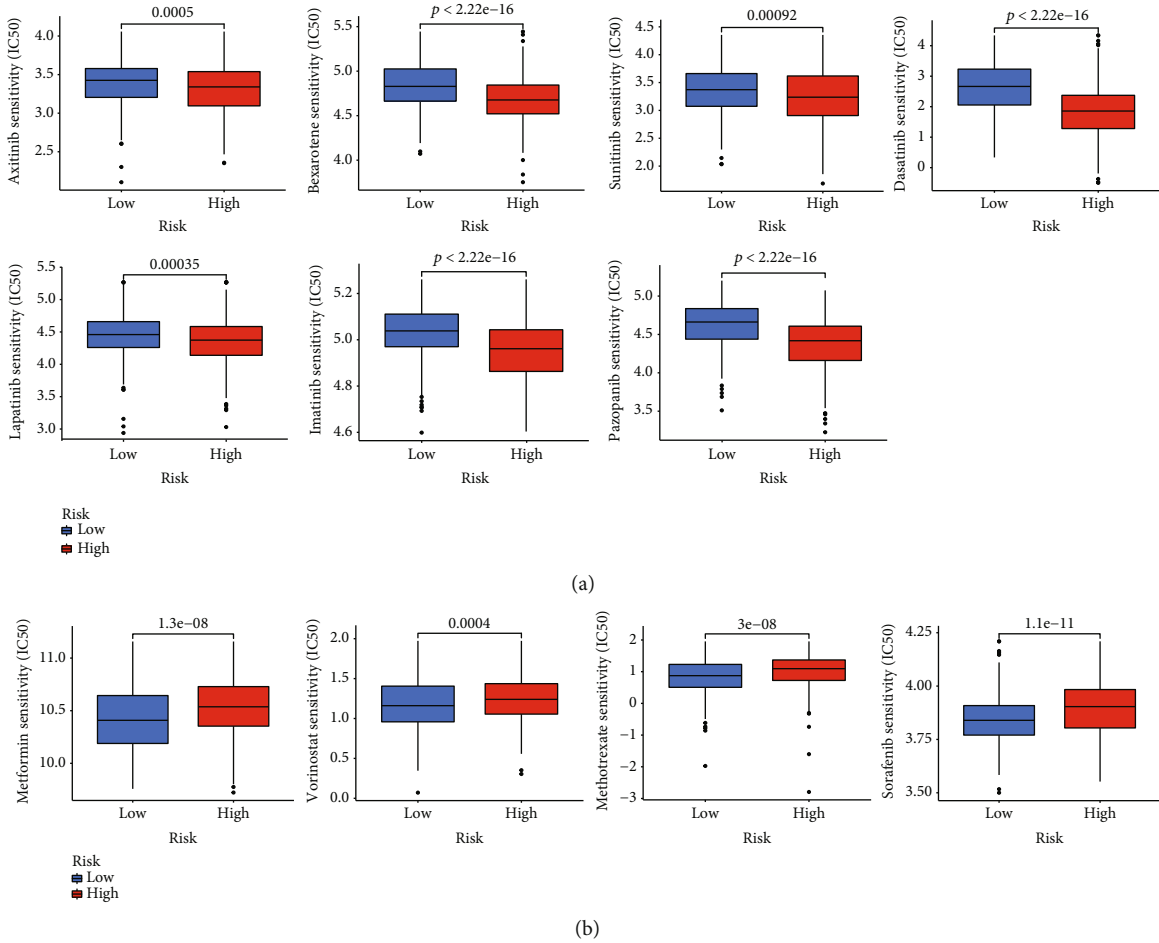 0.0005
Axitinib sensitivity (IC50)
4.0
3.5
3.0
2.5
Low High
Risk
p < 2.22e−16
Bexarotene sensitivity (IC50)
5.5
5.0
4.5
4.0
Low High
Risk
0.00092
Sunitinib sensitivity (IC50)
4.5
4.0
3.5
3.0
2.5
2.0
Low High
Risk
p < 2.22e−16
Dasatinib sensitivity (IC50)
4
3
2
1
0
Low High
Risk
0.00035
Lapatinib sensitivity (IC50)
5.5
5.0
4.5
4.0
3.5
3.0
Low High
Risk
p < 2.22e−16
Imatinib sensitivity (IC50)
5.2
5.0
4.8
4.6
Low High
Risk
p < 2.22e−16
Pazopanib sensitivity (IC50)
5.0
4.5
4.0
3.5
Low High
Risk
Risk
Low
High
(a)
1.3e−08
Metformin sensitivity (IC50)
11.0
10.5
10.0
Low High
Risk
0.0004
Vorinostat sensitivity (IC50)
2.0
1.5
1.0
0.5
0.0
Low High
Risk
3e−08
Methotrexate sensitivity (IC50)
2
1
0
−1
−2
−3
Low High
Risk
1.1e−11
Sorafenib sensitivity (IC50)
4.25
4.00
3.75
3.50
Low High
Risk
Risk
Low
High
(b)